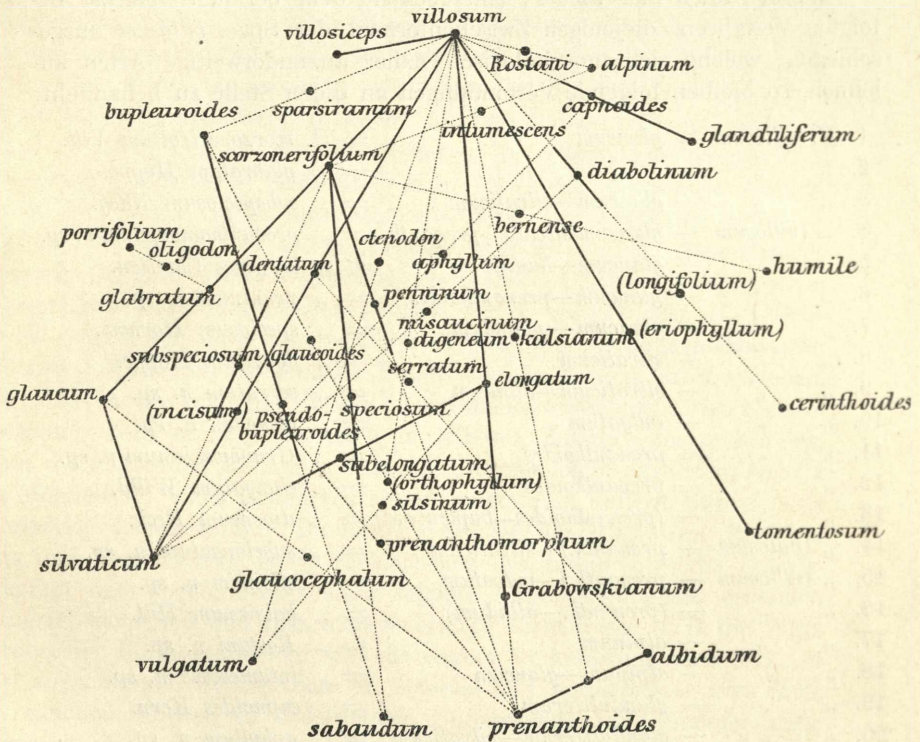 villosum
villosiceps
Rostani
alpinum
sparsiramum
capnoides
bupleuroides
intumescens
glanduliferum
scorzonerifolium
diabolinum
bernense
porrifolium
oligodon
ctenodon
dentatum
aphyllum
humile
(longifolium)
glabratum
penninum
misaucinum
digeneum
kalsianum
(eriophyllum)
subspeciosum
glaucoides
serratum
glaucum
elongatum
(incisum)
pseudo-
bupleuroides
speciosum
cerinthoides
subelongatum
(orthophyllum)
silsinum
tomentosum
silvaticum
prenanthomorphum
glaucocephalum
Grabowskianum
vulgatum
albidum
sabaudum
prenanthoides